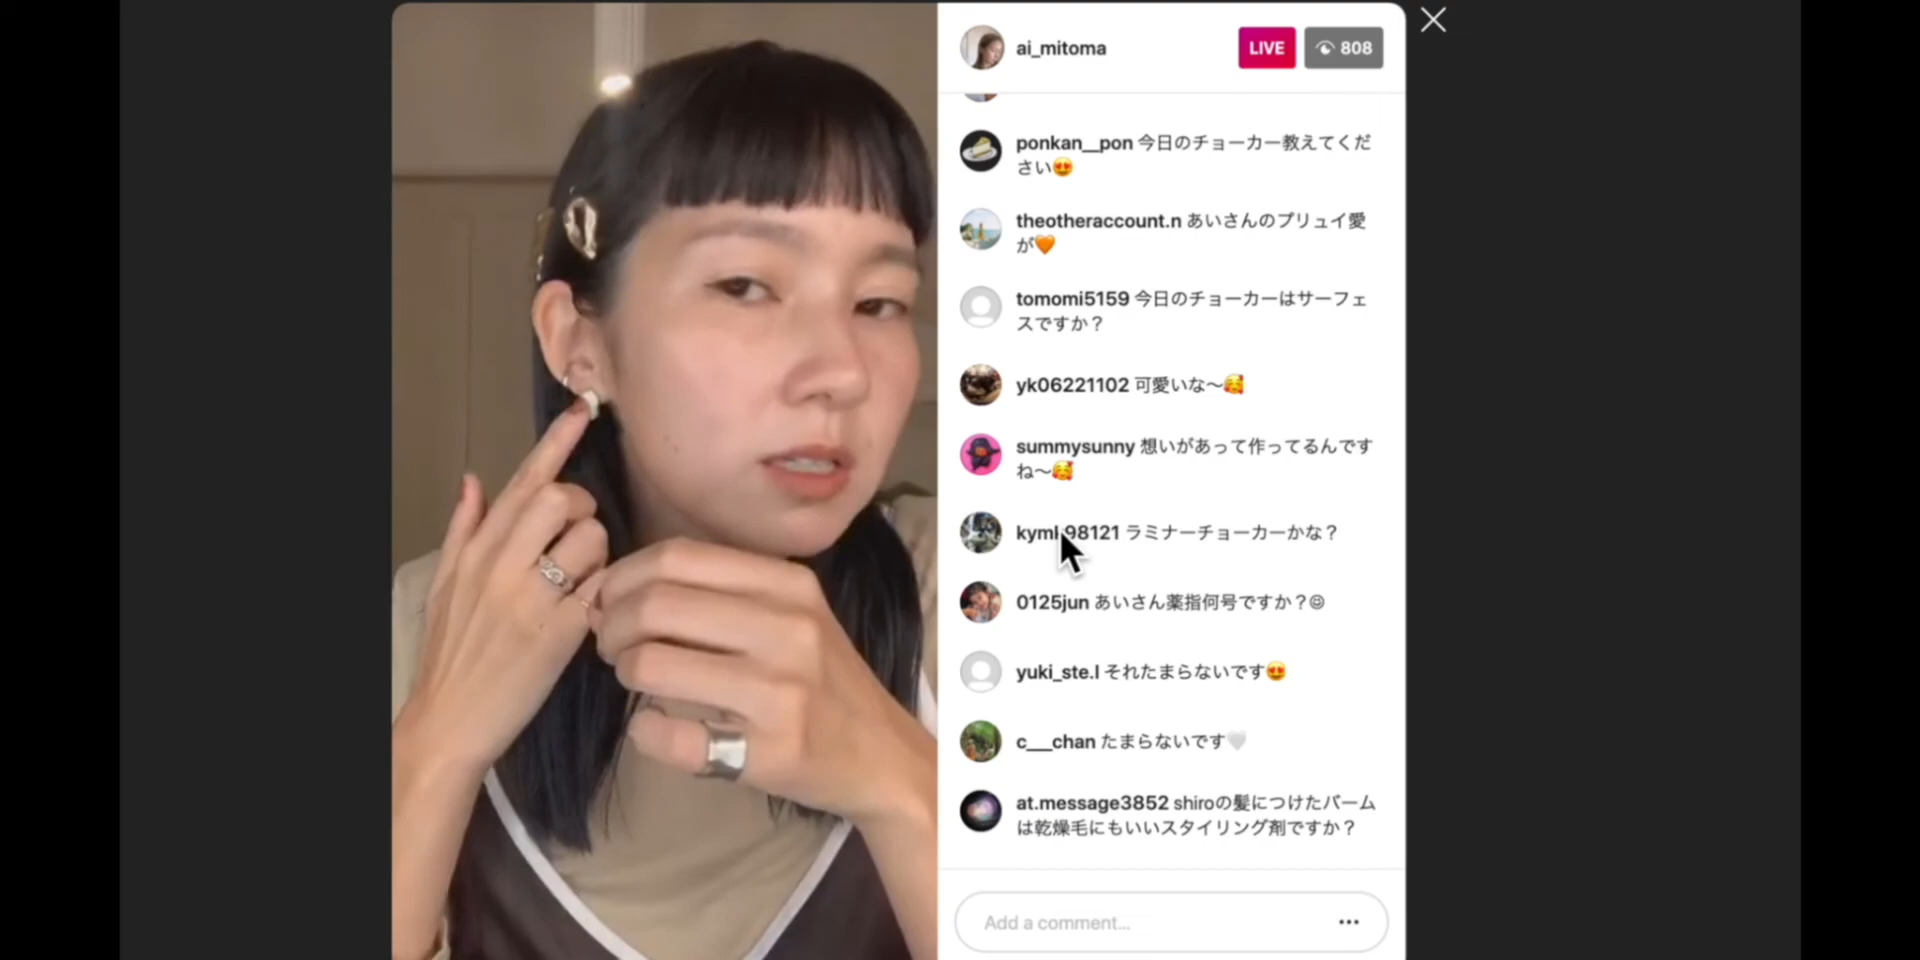 ai_mitoma
LIVE
808
ponkan__pon 今日のチョーカー教えてくだ
さい😍
theotheraccount.n あいさんのプリュイ愛
が🧡
tomomi5159 今日のチョーカーはサーフェ
スですか？
yk06221102 可愛いな〜🥰
summysunny 想いがあって作ってるんです
ね〜🥰
98121 ラミナーチョーカーかな？
0125jun あいさん薬指何号ですか？☺
yuki_ste.l それたまらないです😍
c___chan たまらないです🤍
at.message3852 shiroの髪につけたバーム
は乾燥毛にもいいスタイリング剤ですか？
Add a comment...